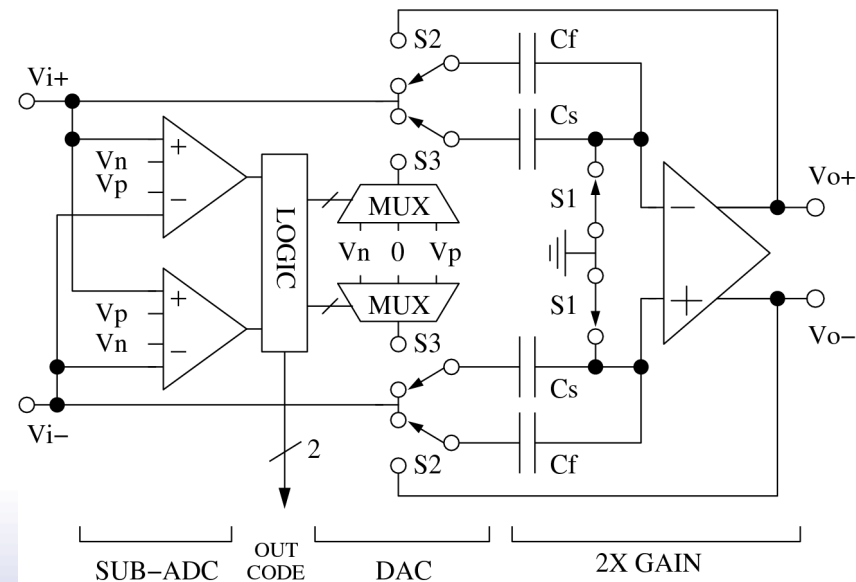 S2
Cf
Vi+
Cs
+
Vn
Vp
−
S3
MUX
LOGIC
S1
−
Vo+
Vn 0 Vp
+
Vp
Vn
−
MUX
S1
+
Vo−
S3
Cs
Vi−
2
S2
Cf
SUB−ADC
OUT
CODE
DAC
2X GAIN